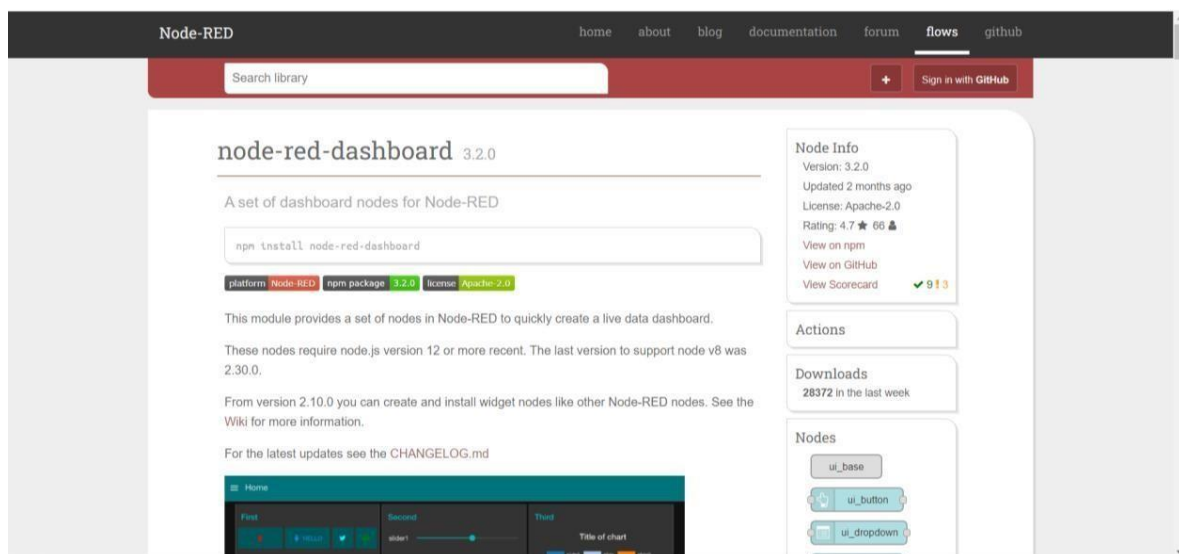 Node-RED
home about blog documentation forum flows github
Search library
+ Sign in with GitHub
node-red-dashboard 3.2.0
A set of dashboard nodes for Node-RED
npm install node-red-dashboard
platform Node-RED npm package 3.2.0 license Apache-2.0
This module provides a set of nodes in Node-RED to quickly create a live data dashboard.
These nodes require node.js version 12 or more recent. The last version to support node v8 was
2.30.0.
From version 2.10.0 you can create and install widget nodes like other Node-RED nodes. See the
Wiki for more information.
For the latest updates see the CHANGELOG.md
Home
First
HELLO
Second
slider1
Third
Title of chart
Node Info
Version: 3.2.0
Updated 2 months ago
License: Apache-2.0
Rating: 4.7 66
View on npm
View on GitHub
View Scorecard 9 ! 3
Actions
Downloads
28372 in the last week
Nodes
ui_base
ui_button
ui_dropdown